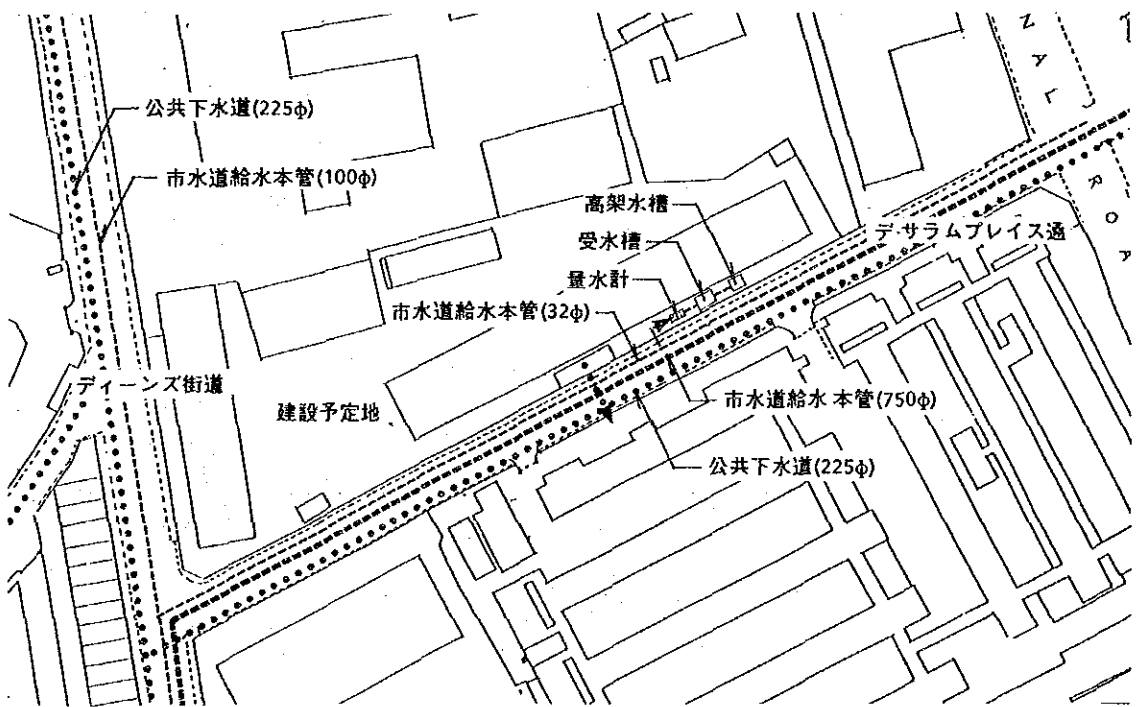 公共下水道(225φ)
市水道給水本管(100φ)
高架水槽
受水槽
デ・サラムプレイス通
量水計
市水道給水本管(32φ)
ディーンズ街道
建設予定地
市水道給水本管(750φ)
公共下水道(225φ)
NAL
ROA